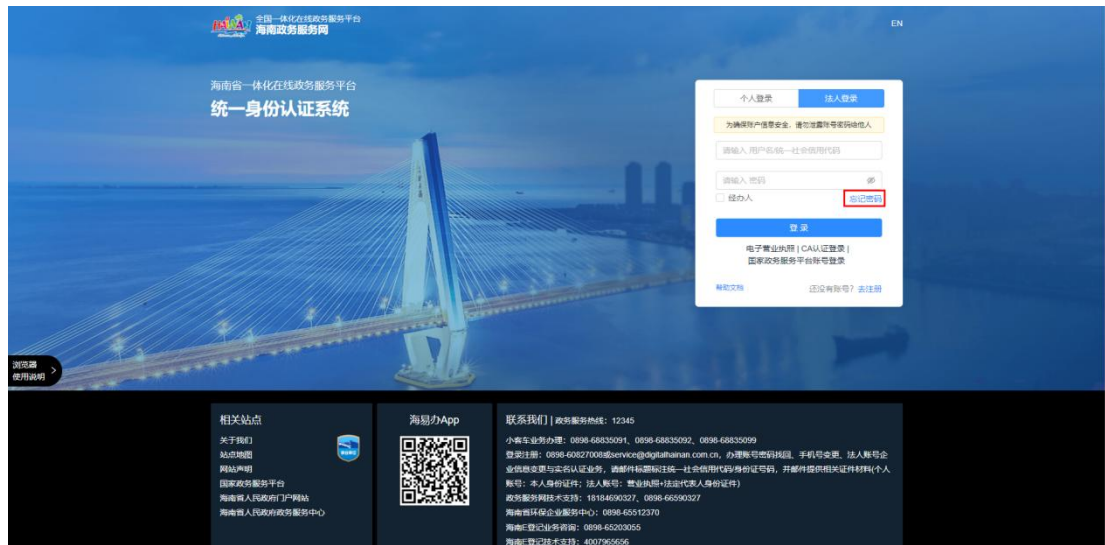 全国一体化在线政务服务平台
海南政务服务网
EN
海南省一体化在线政务服务平台
统一身份认证系统
个人登录
法人登录
为确保账户信息安全，请勿泄露账号密码给他人
请输入 用户名/统一社会信用代码
请输入 密码
经办人
忘记密码
登 录
电子营业执照 | CA认证登录 |
国家政务服务平台账号登录
帮助文档
还没有账号? 去注册
浏览器
使用说明
相关站点
关于我们
站点地图
网站声明
国家政务服务平台
海南省人民政府门户网站
海南省人民政府政务服务中心
海易办App
联系我们 | 政务服务热线：12345
小客车业务办理：0898-68835091、0898-68835092、0898-68835099
登录注册：0898-60827008或service@digitalhainan.com.cn，办理账号密码找回、手机号变更、法人账号企
业信息变更与实名认证业务，请邮件标题标注统一社会信用代码/身份证号码，并邮件提供相关证件材料(个人
账号：本人身份证件；法人账号：营业执照+法定代表人身份证件)
政务服务网技术支持：18184690327、0898-66590327
海南省环保企业服务中心：0898-65512370
海南E登记业务咨询：0898-65203055
海南E登记技术支持：4007965656